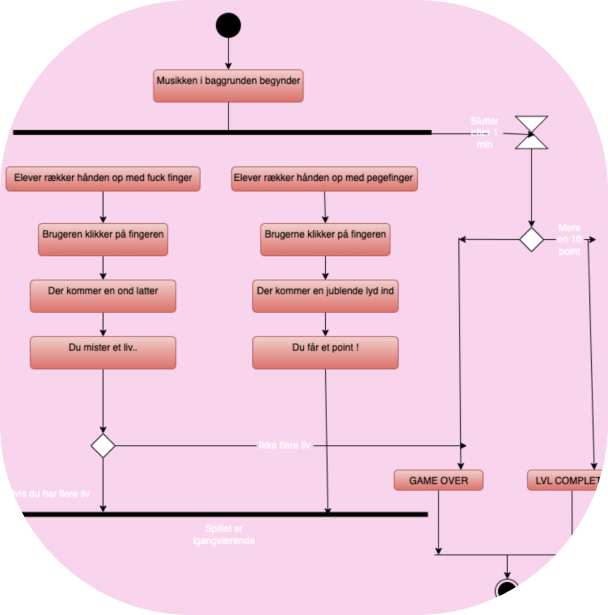 Musikken i baggrunden begynder
Slutter
efter 1
min
Elever rækker hånden op med fuck finger
Elever rækker hånden op med pegefinger
Brugeren klikker på fingeren
Brugerne klikker på fingeren
Mere
en 10
point
Der kommer en ond latter
Der kommer en jublende lyd ind
Du mister et liv..
Du får et point !
Ikke flere liv
GAME OVER
LVL COMPLET
vis du har flere liv
Spillet er
igangværende